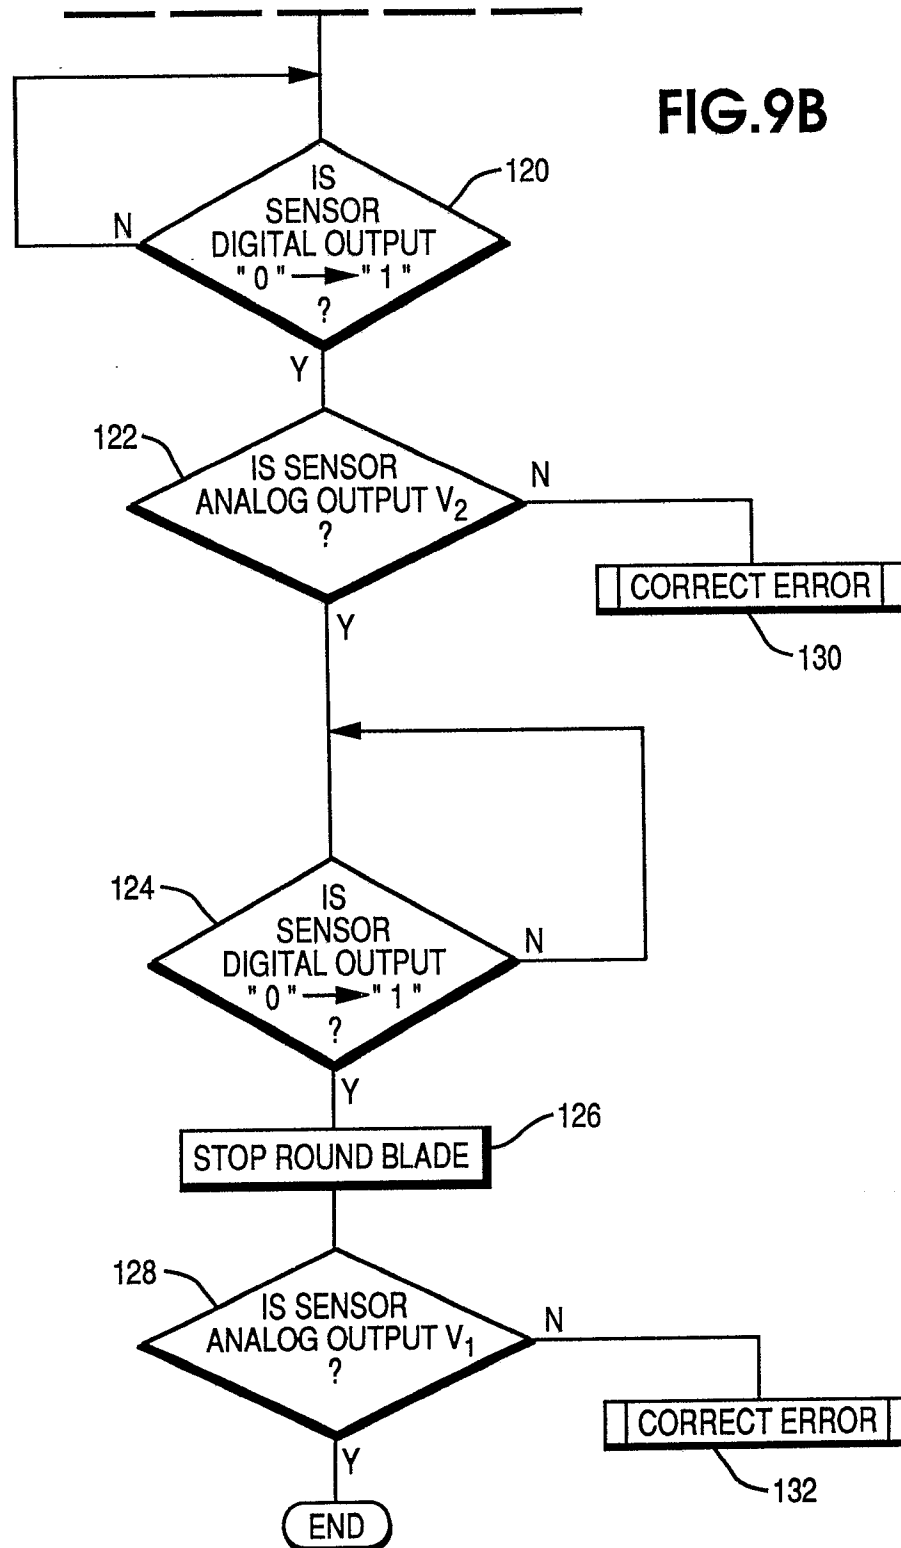 FIG.9B
120
IS
SENSOR
DIGITAL OUTPUT
"0" → "1"
?
N
Y
122
IS SENSOR
ANALOG OUTPUT V2
?
N
CORRECT ERROR
130
Y
124
IS
SENSOR
DIGITAL OUTPUT
"0" → "1"
?
N
Y
126
STOP ROUND BLADE
128
IS SENSOR
ANALOG OUTPUT V1
?
N
CORRECT ERROR
132
Y
END